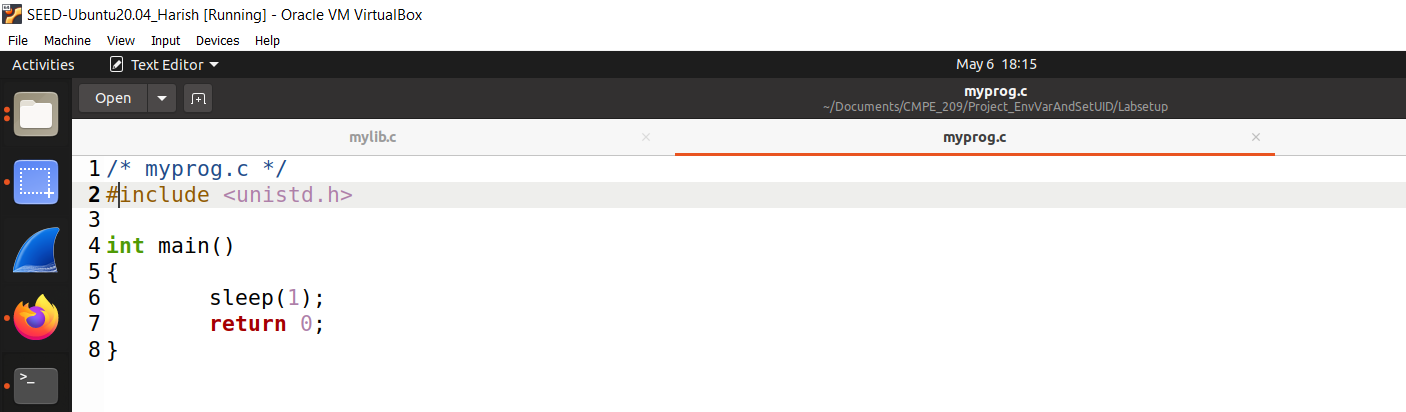 SEED-Ubuntu20.04_Harish [Running] - Oracle VM VirtualBox
File Machine View Input Devices Help
Activities Text Editor May 6 18:15
Open myprog.c
~/Documents/CMPE_209/Project_EnvVarAndSetUID/Labsetup
mylib.c × myprog.c ×
1 /* myprog.c */
2 #include <unistd.h>
3
4 int main()
5 {
6         sleep(1);
7         return 0;
8 }
>_